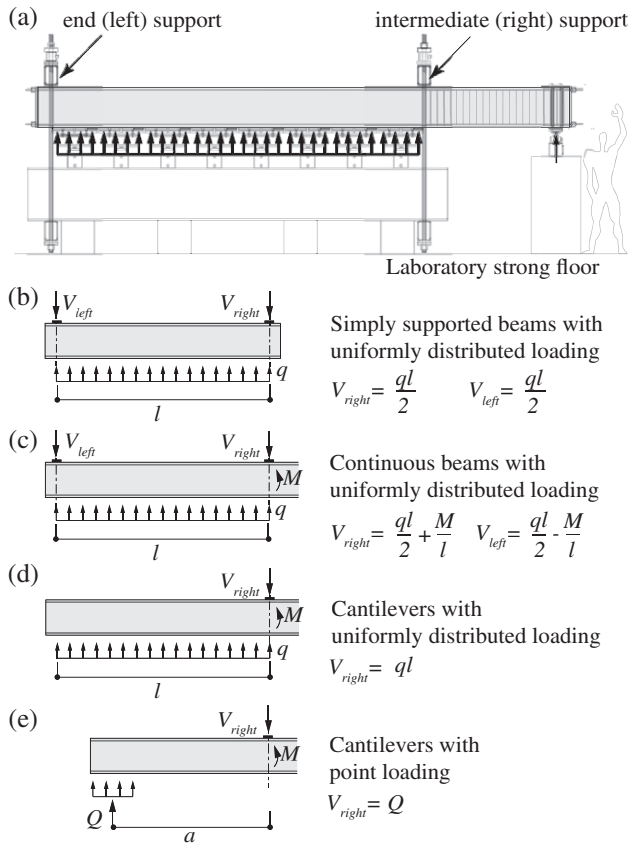 (a)
end (left) support
intermediate (right) support
Laboratory strong floor
(b)
V_left
V_right
q
l
Simply supported beams with
uniformly distributed loading
V_right = ql/2 V_left = ql/2
(c)
V_left
V_right
M
q
l
Continuous beams with
uniformly distributed loading
V_right = ql/2 + M/l V_left = ql/2 - M/l
(d)
V_right
M
q
l
Cantilevers with
uniformly distributed loading
V_right = ql
(e)
V_right
M
Q
a
Cantilevers with
point loading
V_right = Q